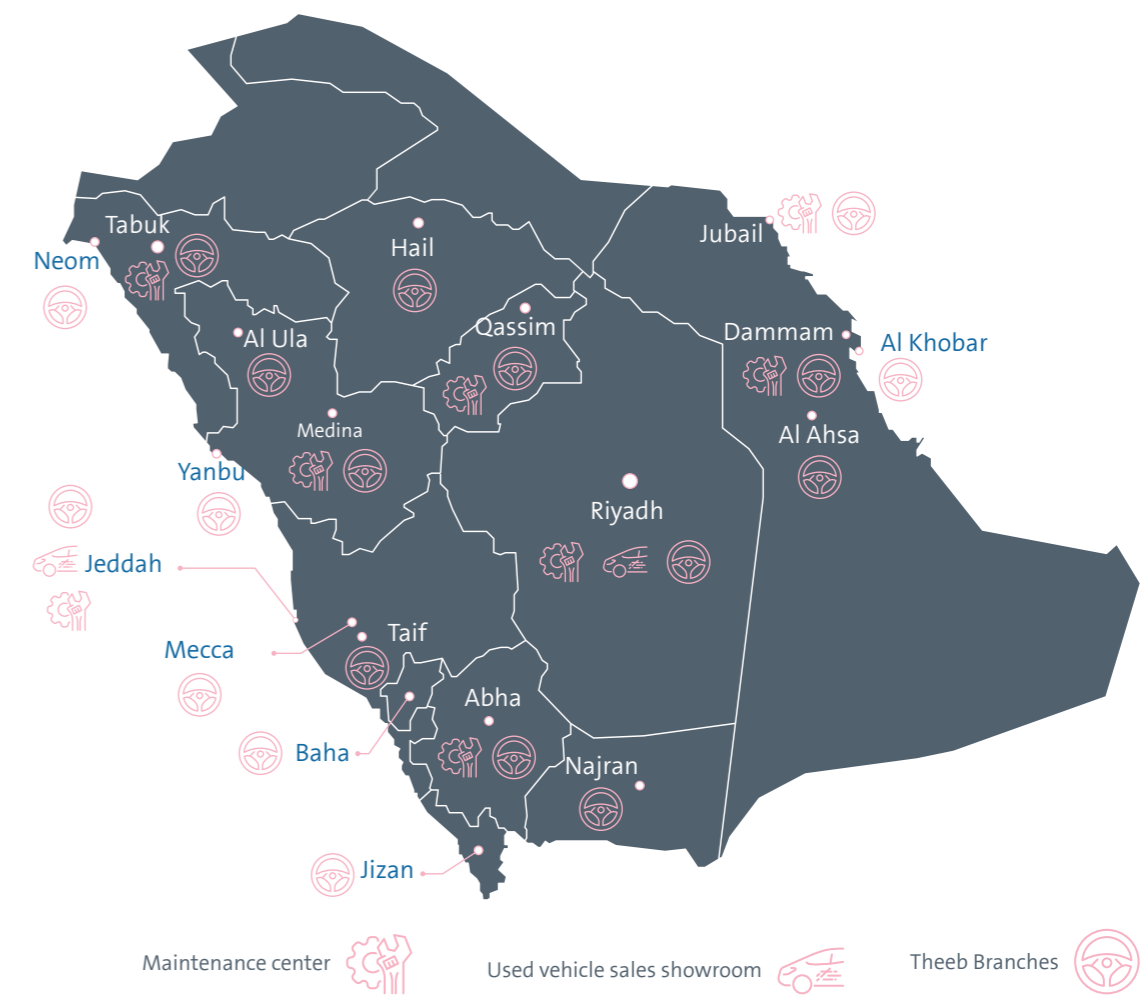 Tabuk
Neom
Hail
Jubail
Qassim
Al Ula
Dammam
Al Khobar
Medina
Al Ahsa
Yanbu
Riyadh
Jeddah
Taif
Mecca
Abha
Baha
Najran
Jizan
Maintenance center
Used vehicle sales showroom
Theeb Branches